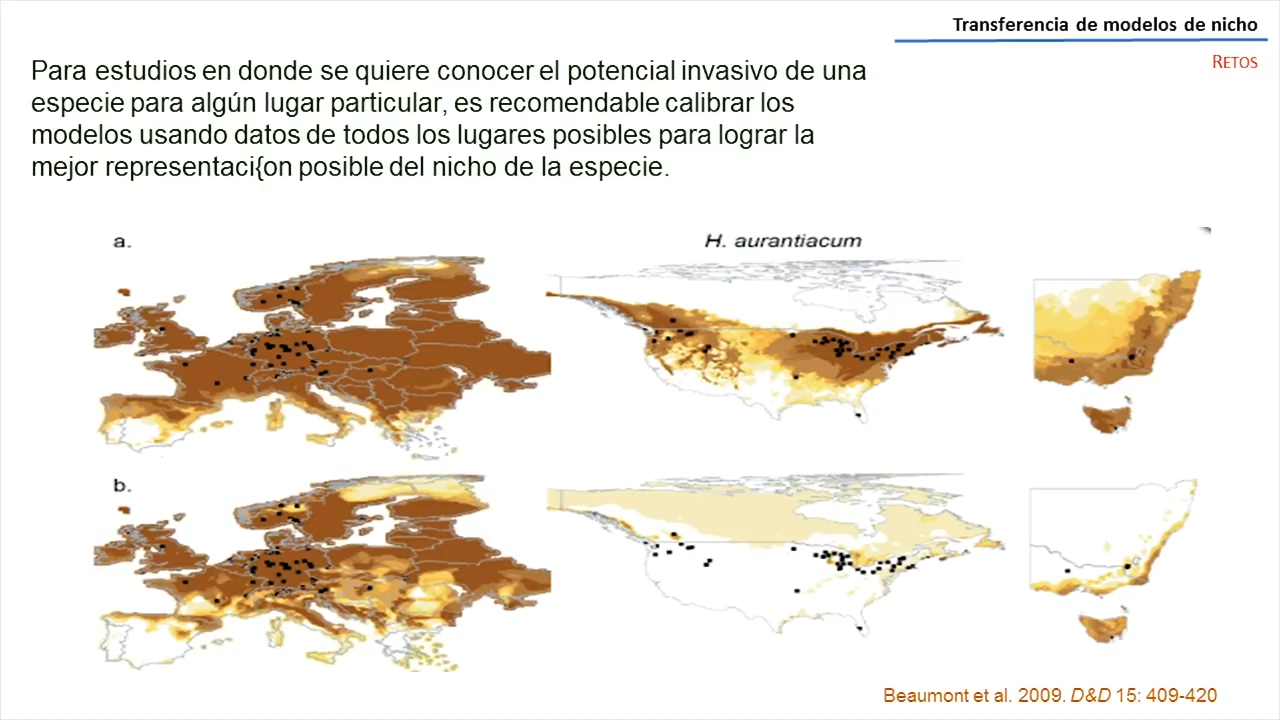 Transferencia de modelos de nicho
RETOS
Para estudios en donde se quiere conocer el potencial invasivo de una
especie para algún lugar particular, es recomendable calibrar los
modelos usando datos de todos los lugares posibles para lograr la
mejor representaci{on posible del nicho de la especie.
a.
H. aurantiacum
b.
Beaumont et al. 2009. D&D 15: 409-420